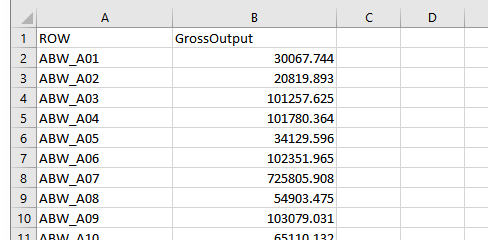 A B C D
1 ROW GrossOutput
2 ABW_A01 30067.744
3 ABW_A02 20819.893
4 ABW_A03 101257.625
5 ABW_A04 101780.364
6 ABW_A05 34129.596
7 ABW_A06 102351.965
8 ABW_A07 725805.908
9 ABW_A08 54903.475
10 ABW_A09 103079.031
11 ABW_A10 65110.132